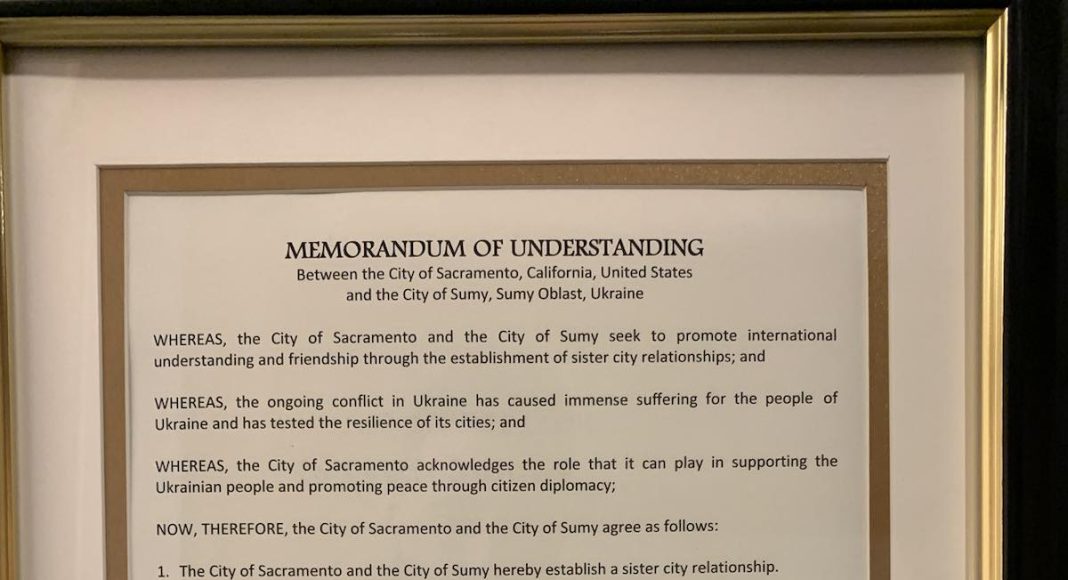 MEMORANDUM OF UNDERSTANDING
Between the City of Sacramento, California, United States
and the City of Sumy, Sumy Oblast, Ukraine
WHEREAS, the City of Sacramento and the City of Sumy seek to promote international
understanding and friendship through the establishment of sister city relationships; and
WHEREAS, the ongoing conflict in Ukraine has caused immense suffering for the people of
Ukraine and has tested the resilience of its cities; and
WHEREAS, the City of Sacramento acknowledges the role that it can play in supporting the
Ukrainian people and promoting peace through citizen diplomacy;
NOW, THEREFORE, the City of Sacramento and the City of Sumy agree as follows:
1. The City of Sacramento and the City of Sumy hereby establish a sister city relationship.